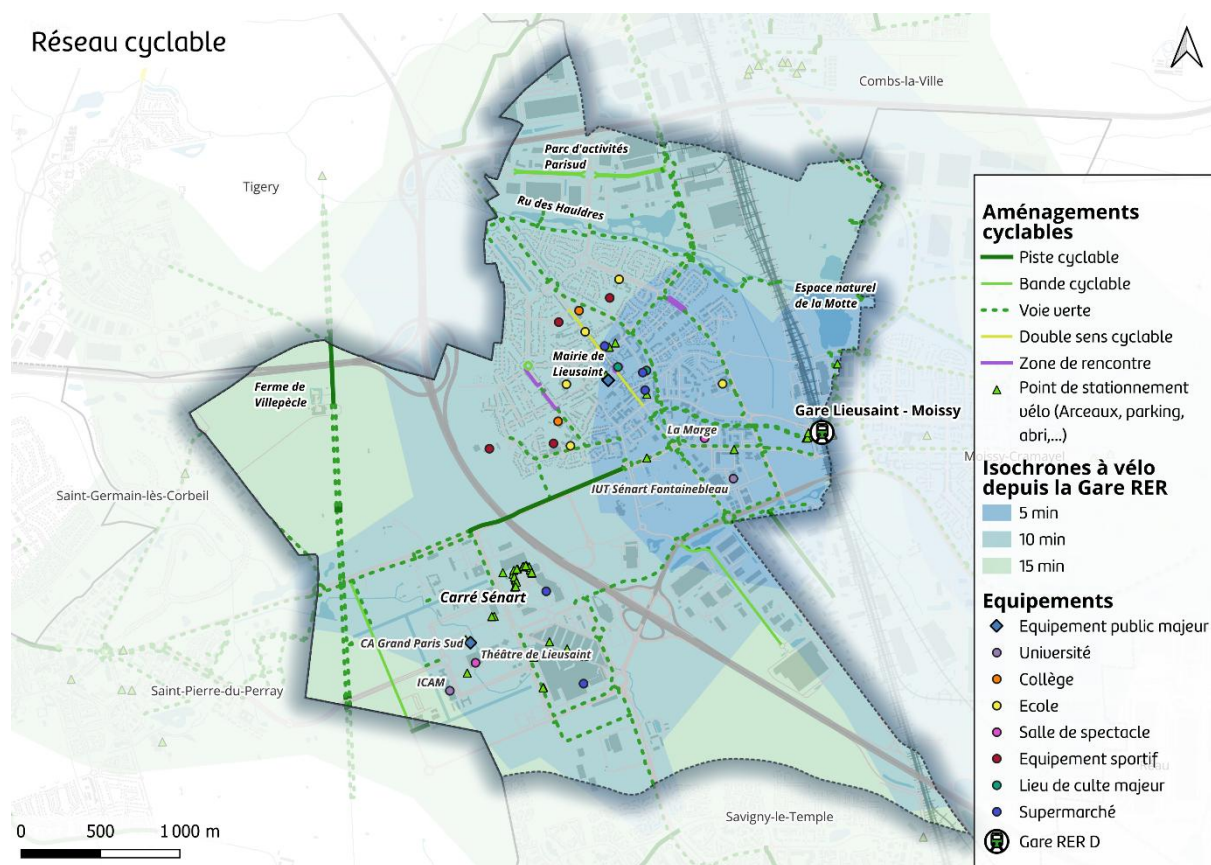 Réseau cyclable
Combs-la-Ville
Parc d'activités
Parisud
Tigery
Ru des Hauldres
Espace naturel
de la Motte
Mairie de
Lieusaint
Ferme de
Villepècle
Gare Lieusaint - Moissy
La Marge
Moissy-Cramayel
Saint-Germain-lès-Corbeil
IUT Sénart Fontainebleau
Carré Sénart
CA Grand Paris Sud
Théâtre de Lieusaint
ICAM
Saint-Pierre-du-Perray
Savigny-le-Temple
0 500 1 000 m
Aménagements
cyclables
Piste cyclable
Bande cyclable
Voie verte
Double sens cyclable
Zone de rencontre
Point de stationnement
vélo (Arceaux, parking,
abri,...)
Isochrones à vélo
depuis la Gare RER
5 min
10 min
15 min
Equipements
Equipement public majeur
Université
Collège
Ecole
Salle de spectacle
Equipement sportif
Lieu de culte majeur
Supermarché
Gare RER D